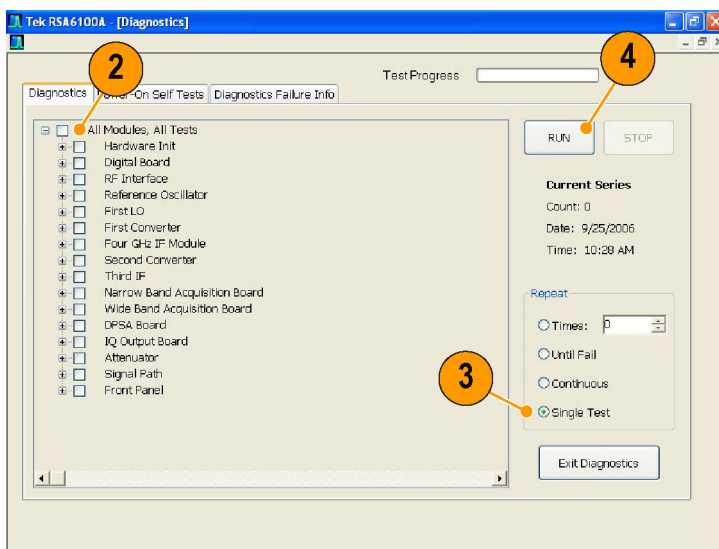 Tek RSA6100A - [Diagnostics]
2
4
Test Progress
Diagnostics Power-On Self Tests Diagnostics Failure Info
All Modules, All Tests
Hardware Init
Digital Board
RF Interface
Reference Oscillator
First LO
First Converter
Four GHz IF Module
Second Converter
Third IF
Narrow Band Acquisition Board
Wide Band Acquisition Board
DPSA Board
IQ Output Board
Attenuator
Signal Path
Front Panel
RUN STOP
Current Series
Count: 0
Date: 9/25/2006
Time: 10:28 AM
Repeat
Times: 0
Until Fail
Continuous
3
Single Test
Exit Diagnostics